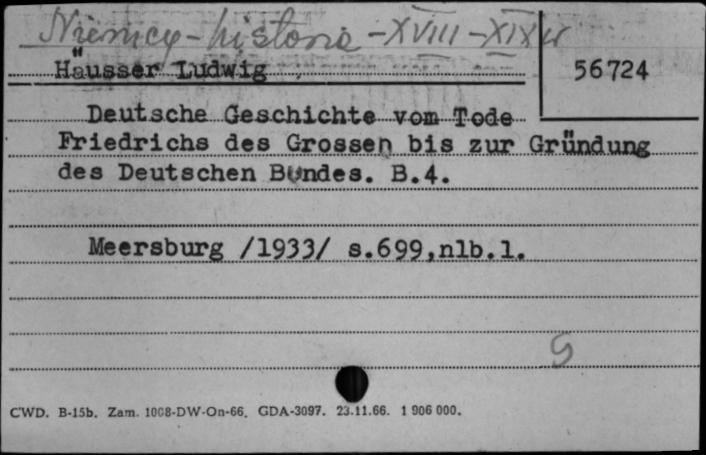 Niemcy - historia - XVIII - XIX w
Häusser Ludwig
56724
Deutsche Geschichte vom Tode
Friedrichs des Grossen bis zur Gründung
des Deutschen Bundes. B.4.
Meersburg /1933/ s.699,nlb.1.
CWD. B-15b. Zam. 1008-DW-On-66. GDA-3097. 23.11.66. 1 906 000.